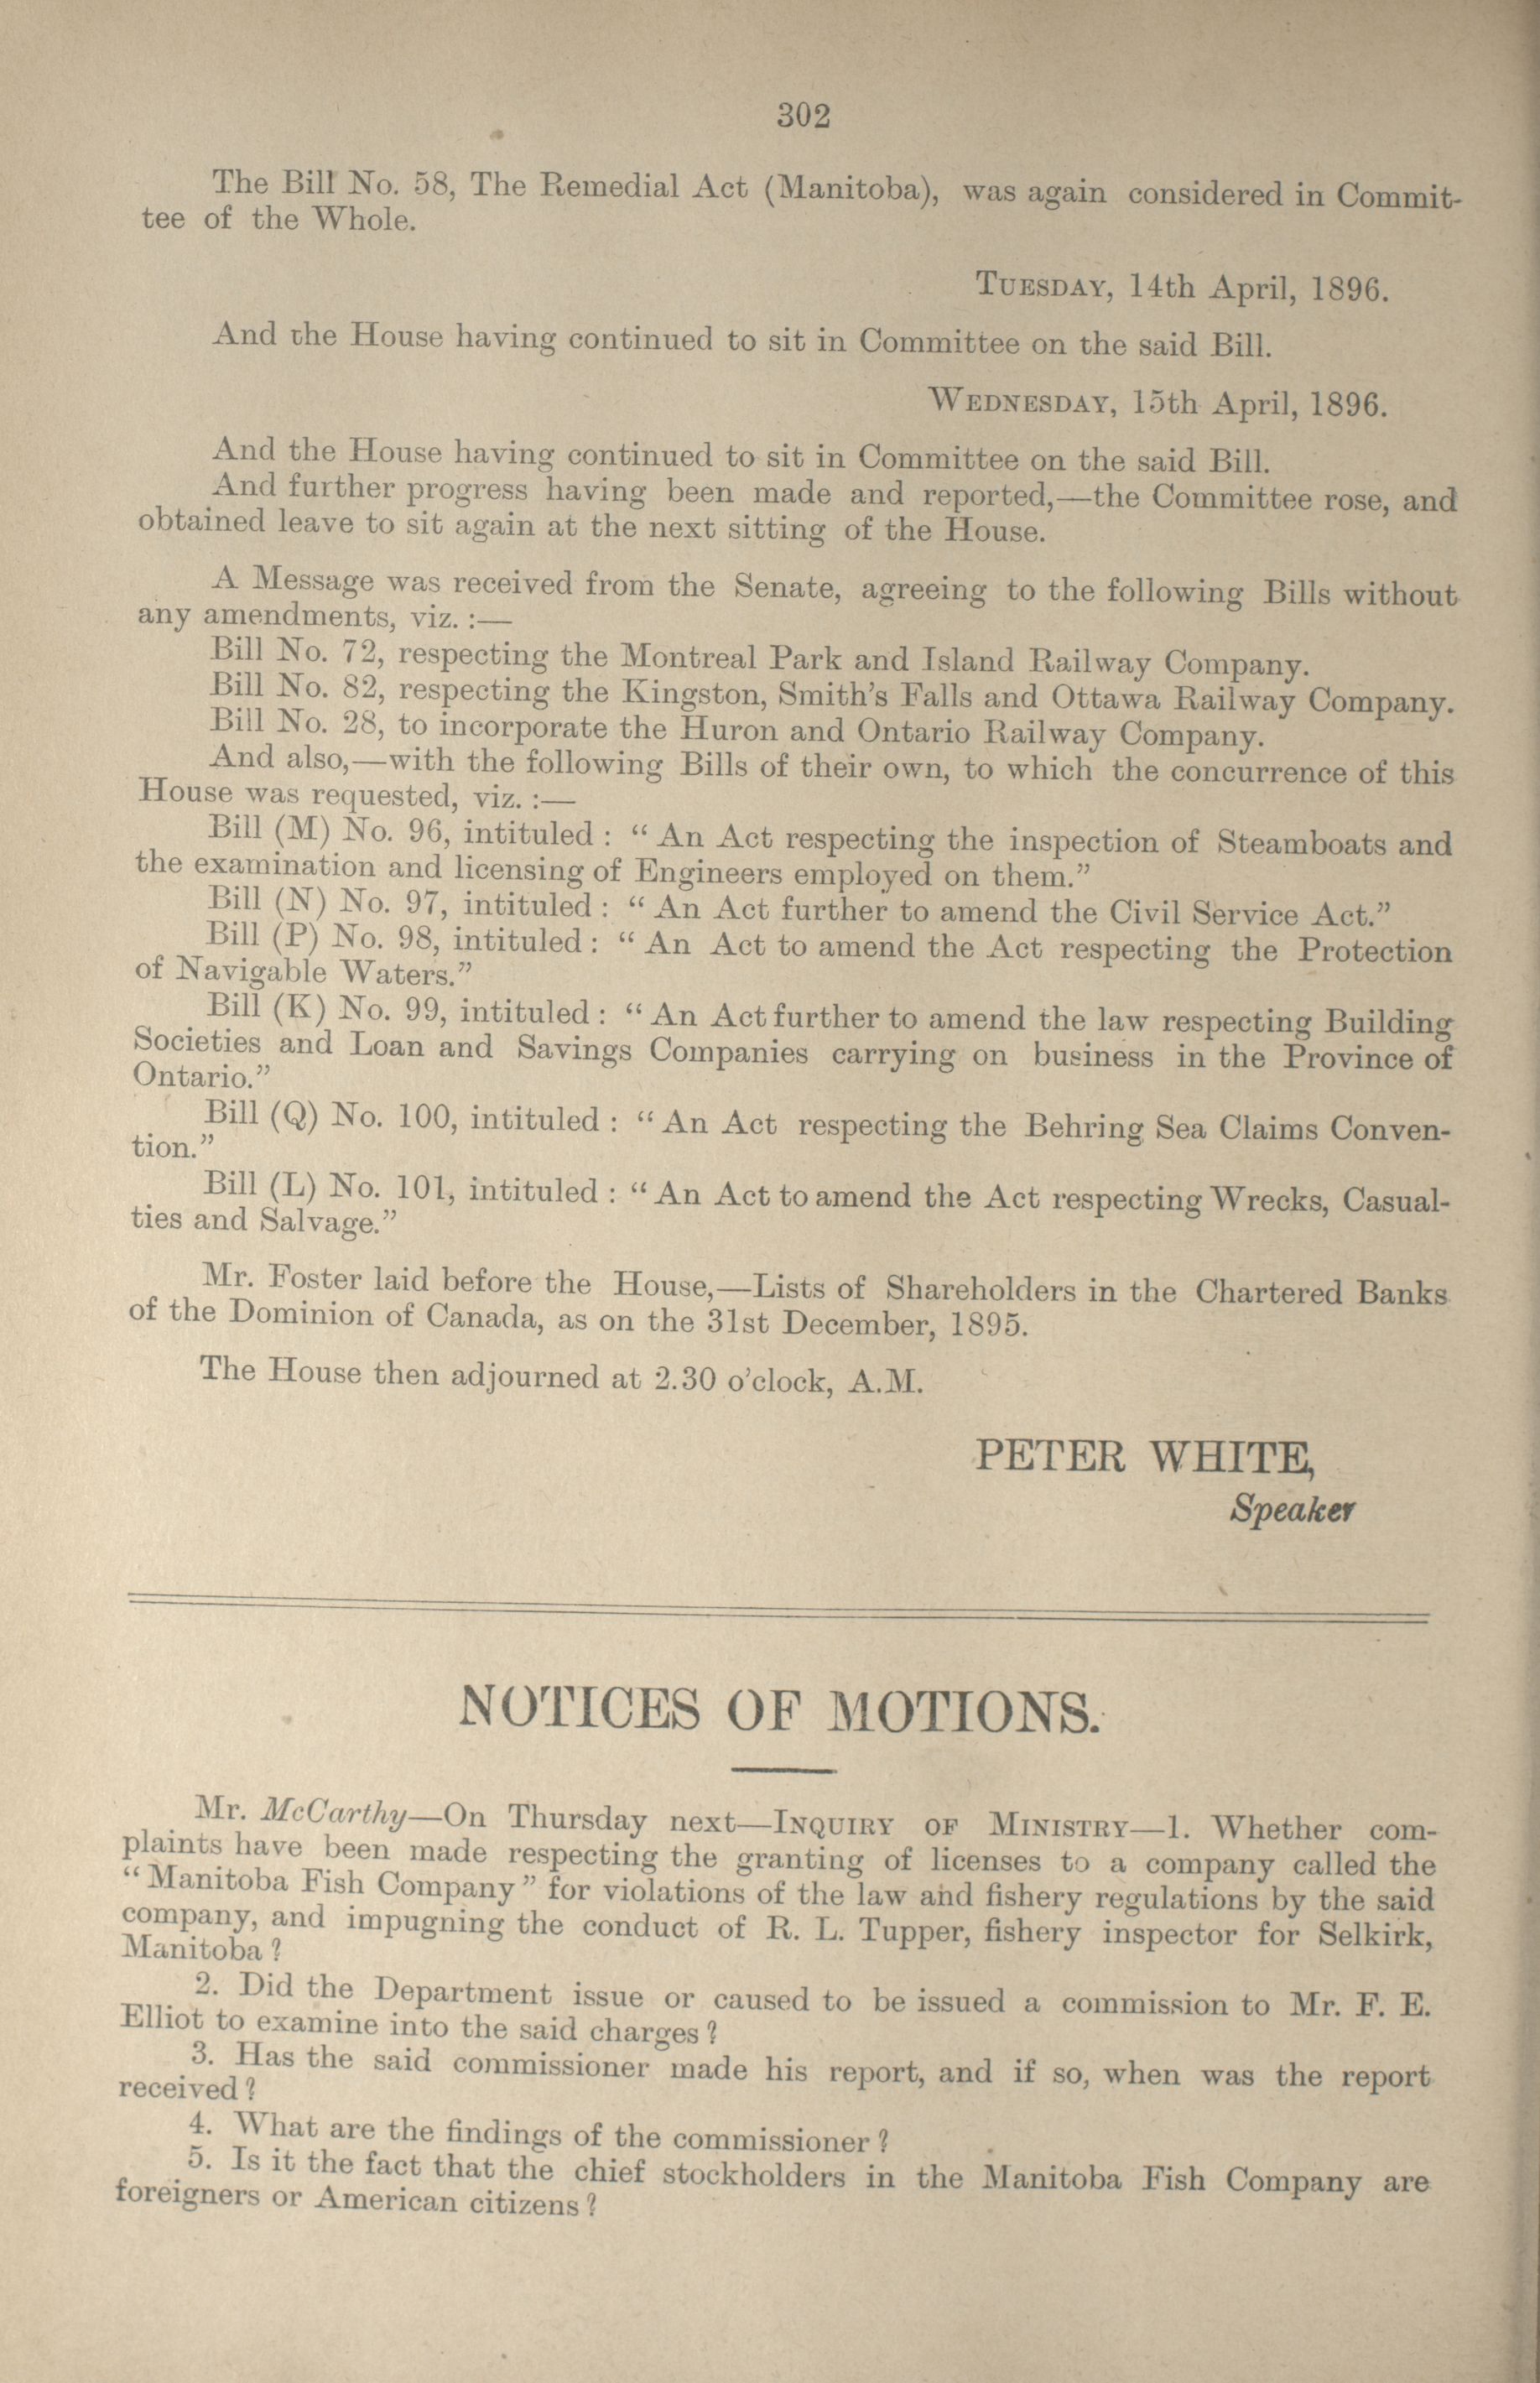 302
The Bill No. 58, The Remedial Act (Manitoba), was again considered in Commit-
tee of the Whole.
TUESDAY, 14th April, 1896.
And the House having continued to sit in Committee on the said Bill.
WEDNESDAY, 15th April, 1896.
And the House having continued to sit in Committee on the said Bill.
And further progress having been made and reported,—the Committee rose, and
obtained leave to sit again at the next sitting of the House.
A Message was received from the Senate, agreeing to the following Bills without
any amendments, viz. :—
Bill No. 72, respecting the Montreal Park and Island Railway Company.
Bill No. 82, respecting the Kingston, Smith's Falls and Ottawa Railway Company.
Bill No. 28, to incorporate the Huron and Ontario Railway Company.
And also,—with the following Bills of their own, to which the concurrence of this
House was requested, viz. :—
Bill (M) No. 96, intituled : “ An Act respecting the inspection of Steamboats and
the examination and licensing of Engineers employed on them.”
Bill (N) No. 97, intituled : “ An Act further to amend the Civil Service Act.”
Bill (P) No. 98, intituled : “ An Act to amend the Act respecting the Protection
of Navigable Waters.”
Bill (K) No. 99, intituled : “ An Act further to amend the law respecting Building
Societies and Loan and Savings Companies carrying on business in the Province of
Ontario.”
Bill (Q) No. 100, intituled : “ An Act respecting the Behring Sea Claims Conven-
tion.”
Bill (L) No. 101, intituled : “ An Act to amend the Act respecting Wrecks, Casual-
ties and Salvage.”
Mr. Foster laid before the House,—Lists of Shareholders in the Chartered Banks
of the Dominion of Canada, as on the 31st December, 1895.
The House then adjourned at 2.30 o'clock, A.M.
PETER WHITE,
Speaker
NOTICES OF MOTIONS.
Mr. McCarthy—On Thursday next—INQUIRY OF MINISTRY—1. Whether com-
plaints have been made respecting the granting of licenses to a company called the
“ Manitoba Fish Company ” for violations of the law and fishery regulations by the said
company, and impugning the conduct of R. L. Tupper, fishery inspector for Selkirk,
Manitoba ?
2. Did the Department issue or caused to be issued a commission to Mr. F. E.
Elliot to examine into the said charges ?
3. Has the said commissioner made his report, and if so, when was the report
received ?
4. What are the findings of the commissioner ?
5. Is it the fact that the chief stockholders in the Manitoba Fish Company are
foreigners or American citizens ?